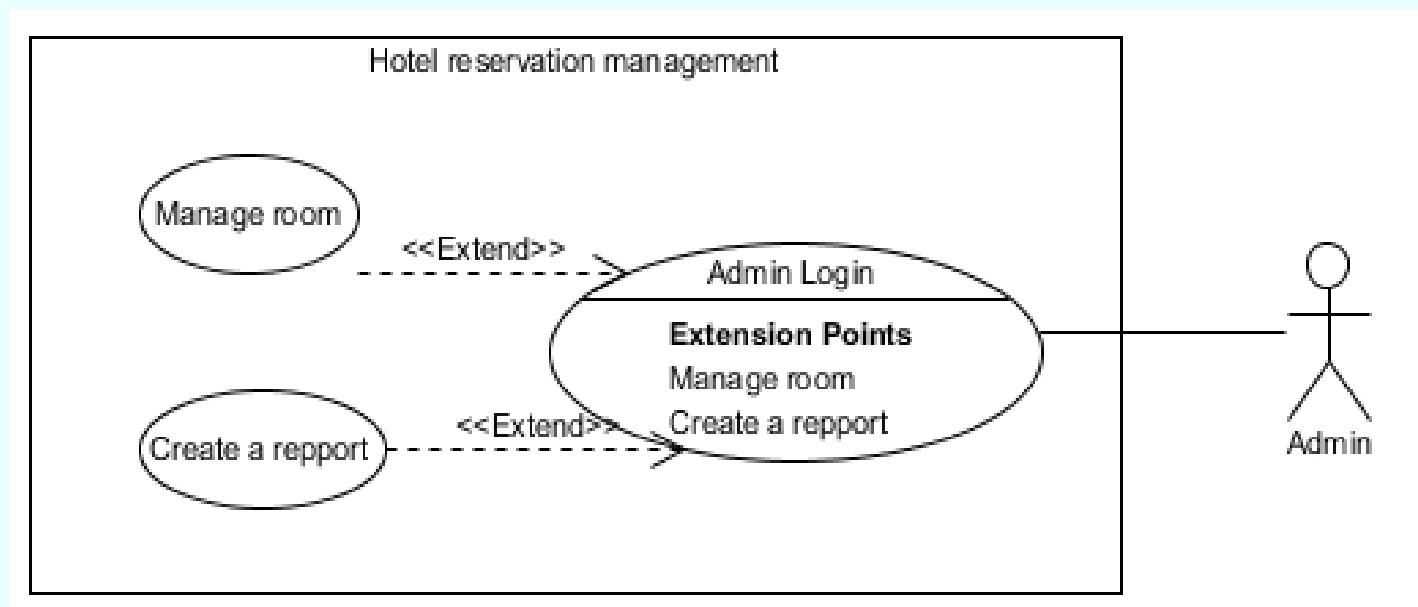 Hotel reservation management
Manage room
<<Extend>>
Admin Login
Extension Points
Manage room
Create a repport
<<Extend>>
Create a repport
Admin